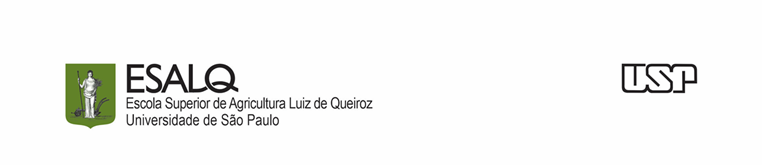 ESALQ
Escola Superior de Agricultura Luiz de Queiroz
Universidade de São Paulo
USP